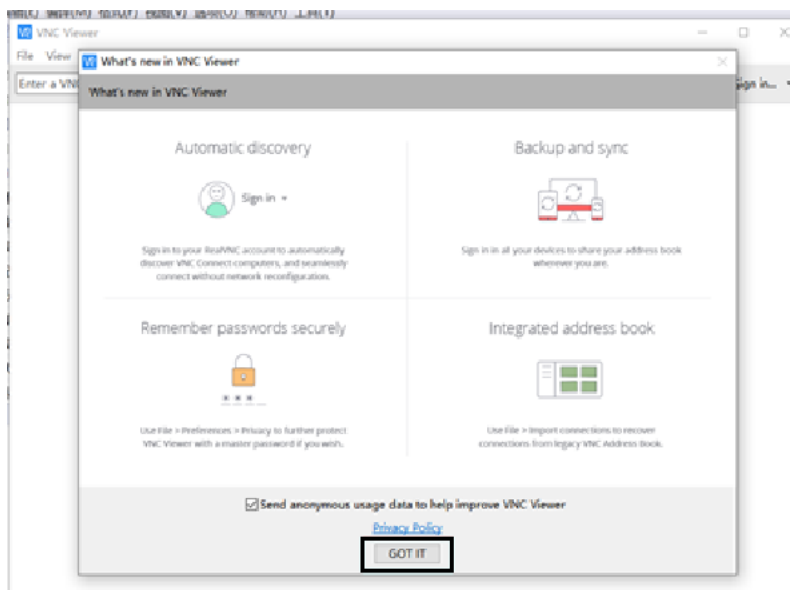 VNC Viewer
File View
What's new in VNC Viewer
Enter a VNC
Sign in...
What's new in VNC Viewer
Automatic discovery
Sign in
Sign in to your RealVNC account to automatically
discover VNC Connect computers, and seamlessly
connect without network reconfiguration.
Backup and sync
Sign in in all your devices to share your address book
wherever you are.
Remember passwords securely
***
Use File > Preferences > Privacy to further protect
VNC Viewer with a master password if you wish.
Integrated address book
Use File > Import connections to recover
connections from legacy VNC Address Book.
Send anonymous usage data to help improve VNC Viewer
Privacy Policy
GOT IT